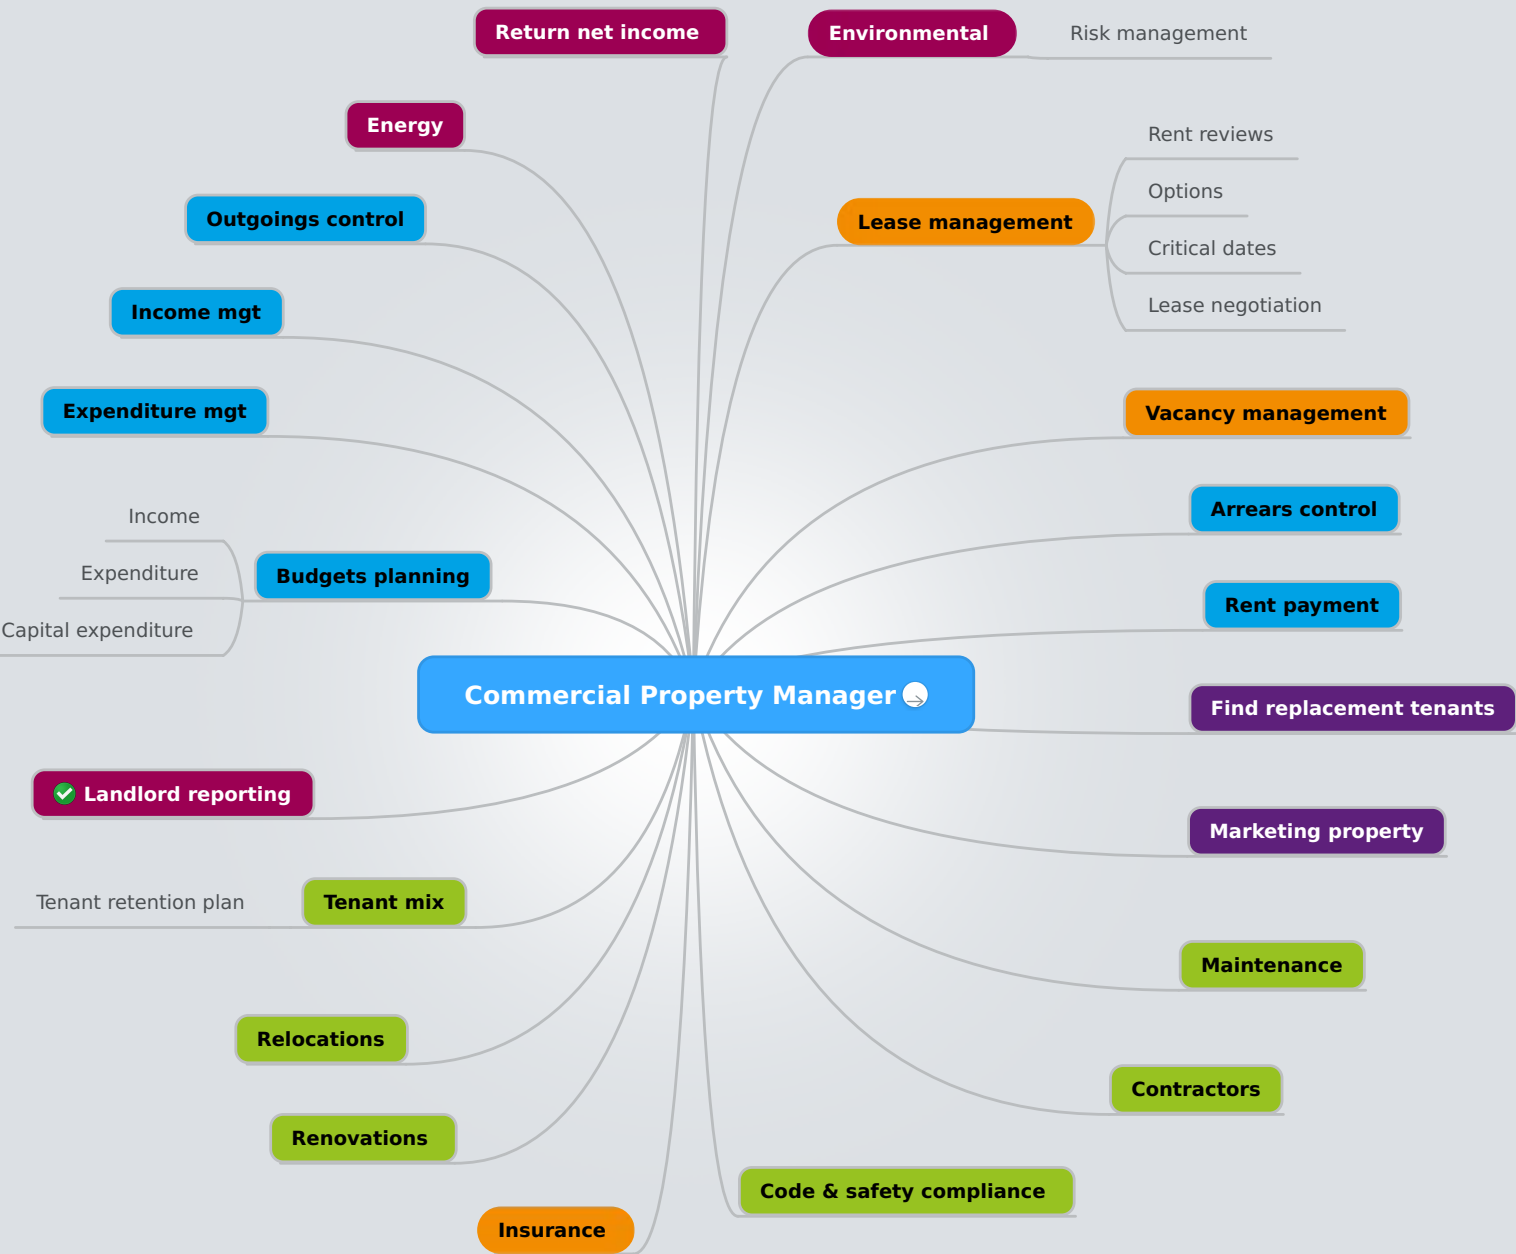 Return net income
Environmental
Risk management
Energy
Rent reviews
Options
Outgoings control
Lease management
Critical dates
Income mgt
Lease negotiation
Expenditure mgt
Vacancy management
Income
Arrears control
Expenditure
Budgets planning
Rent payment
Capital expenditure
Commercial Property Manager
Find replacement tenants
Landlord reporting
Marketing property
Tenant retention plan
Tenant mix
Maintenance
Relocations
Contractors
Renovations
Code & safety compliance
Insurance